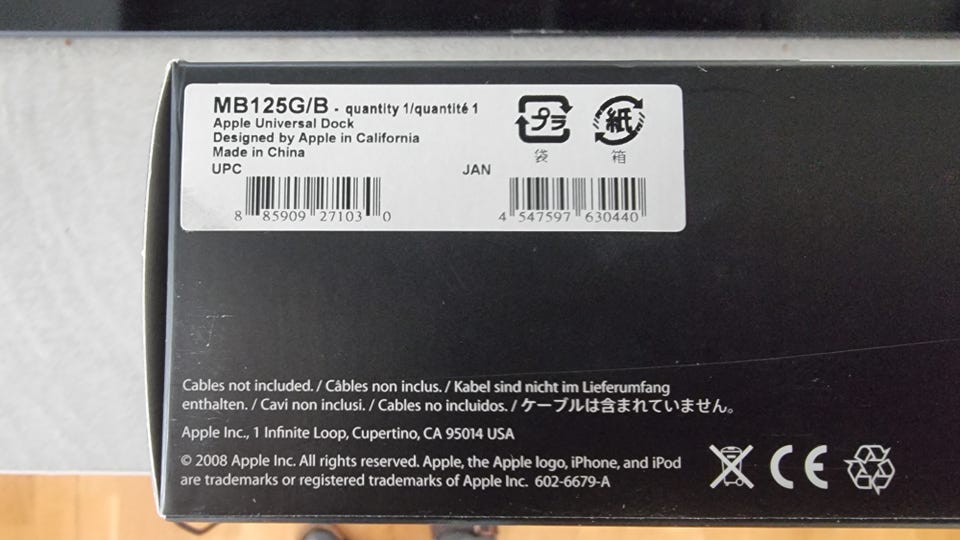 MB125G/B - quantity 1/quantité 1
Apple Universal Dock
Designed by Apple in California
Made in China
プラ
袋
紙
箱
UPC
8 85909 27103 0
JAN
4 547597 630440
Cables not included. / Câbles non inclus. / Kabel sind nicht im Lieferumfang
enthalten. / Cavi non inclusi. / Cables no incluidos. / ケーブルは含まれていません。
Apple Inc., 1 Infinite Loop, Cupertino, CA 95014 USA
© 2008 Apple Inc. All rights reserved. Apple, the Apple logo, iPhone, and iPod
are trademarks or registered trademarks of Apple Inc. 602-6679-A
CE